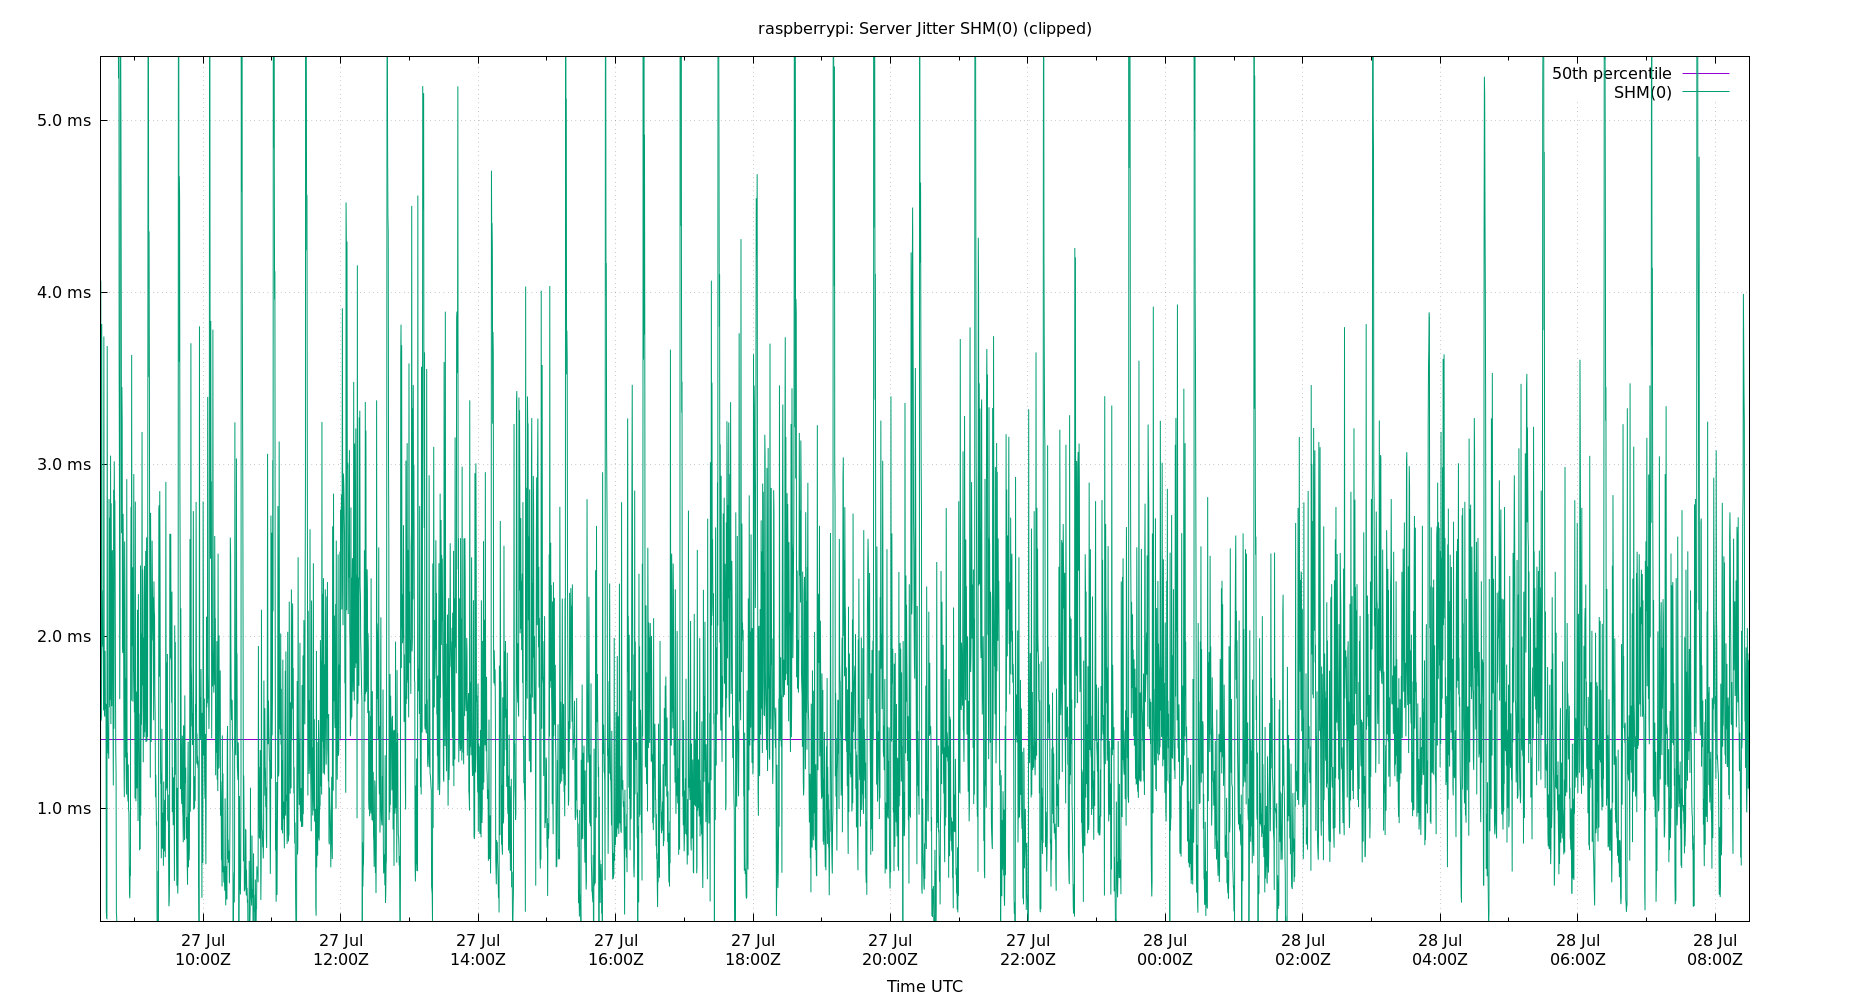 raspberrypi: Server Jitter SHM(0) (clipped)
50th percentile
SHM(0)
5.0 ms
4.0 ms
3.0 ms
2.0 ms
1.0 ms
27 Jul 27 Jul 27 Jul 27 Jul 27 Jul 27 Jul 27 Jul 28 Jul 28 Jul 28 Jul 28 Jul 28 Jul
10:00Z 12:00Z 14:00Z 16:00Z 18:00Z 20:00Z 22:00Z 00:00Z 02:00Z 04:00Z 06:00Z 08:00Z
Time UTC